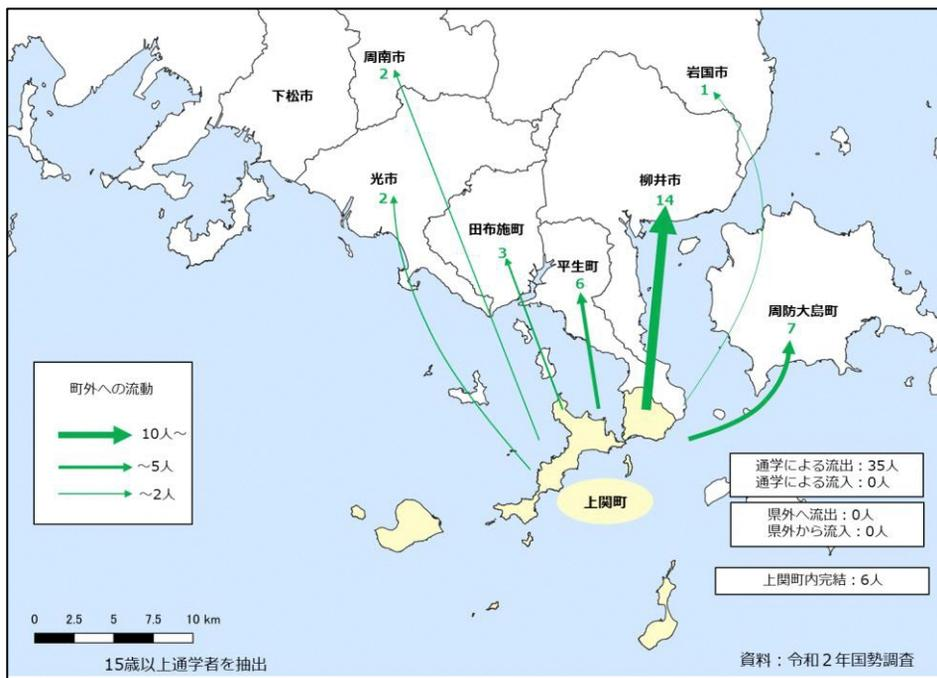 周南市
2
岩国市
1
下松市
柳井市
14
光市
2
田布施町
3
平生町
6
周防大島町
7
町外への流動
10人～
～5人
～2人
上関町
通学による流出：35人
通学による流入：0人
県外へ流出：0人
県外から流入：0人
上関町内完結：6人
0 2.5 5 7.5 10 km
15歳以上通学者を抽出
資料：令和２年国勢調査